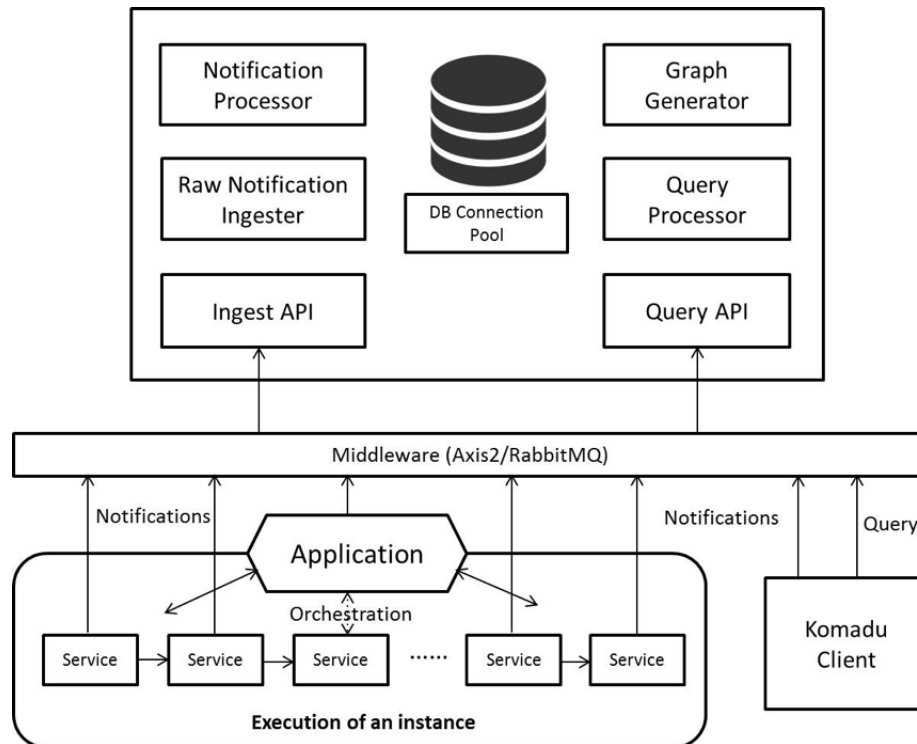 Notification
Processor
Graph
Generator
Raw Notification
Ingester
DB Connection
Pool
Query
Processor
Ingest API
Query API
Middleware (Axis2/RabbitMQ)
Notifications
Notifications
Query
Application
Orchestration
Service
Service
Service
......
Service
Service
Komadu
Client
Execution of an instance